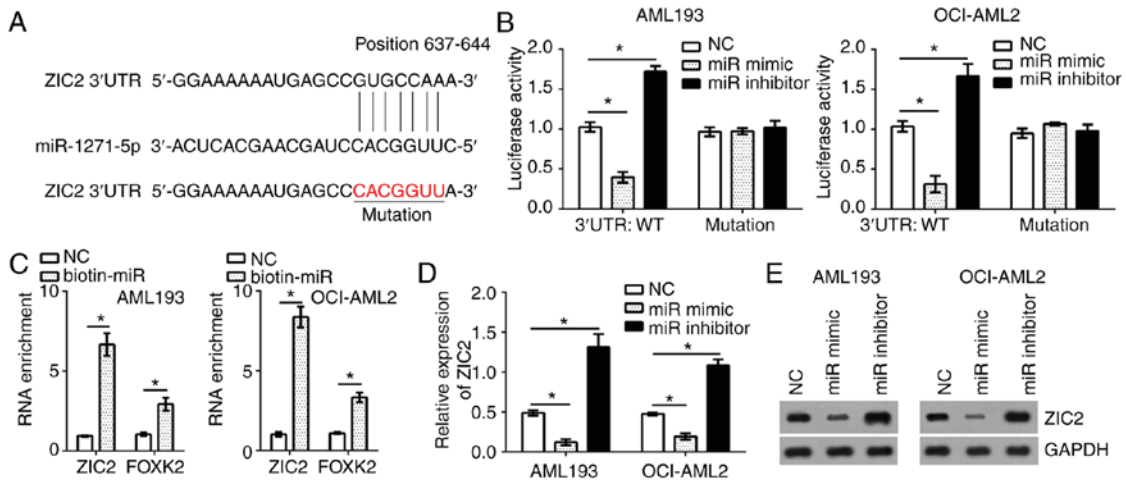 A
Position 637-644
ZIC2 3′UTR 5′-GGAAAAAAUGAGCCGUGCCAAA-3′
miR-1271-5p 3′-ACUCACGAACGAUCCACGGUUC-5′
ZIC2 3′UTR 5′-GGAAAAAAUGAGCCCACGGUUA-3′
Mutation
B
AML193
Luciferase activity
2.0
1.5
1.0
0.5
0.0
NC
miR mimic
miR inhibitor
*
*
3′UTR: WT Mutation
OCI-AML2
Luciferase activity
2.0
1.5
1.0
0.5
0.0
NC
miR mimic
miR inhibitor
*
*
3′UTR: WT Mutation
C
NC
biotin-miR
AML193
RNA enrichment
10
5
0
*
*
ZIC2 FOXK2
NC
biotin-miR
OCI-AML2
RNA enrichment
10
5
0
*
*
ZIC2 FOXK2
D
Relative expression
of ZIC2
2.0
1.5
1.0
0.5
0.0
NC
miR mimic
miR inhibitor
*
*
*
*
AML193 OCI-AML2
E
AML193 OCI-AML2
NC miR mimic miR inhibitor NC miR mimic miR inhibitor
ZIC2
GAPDH